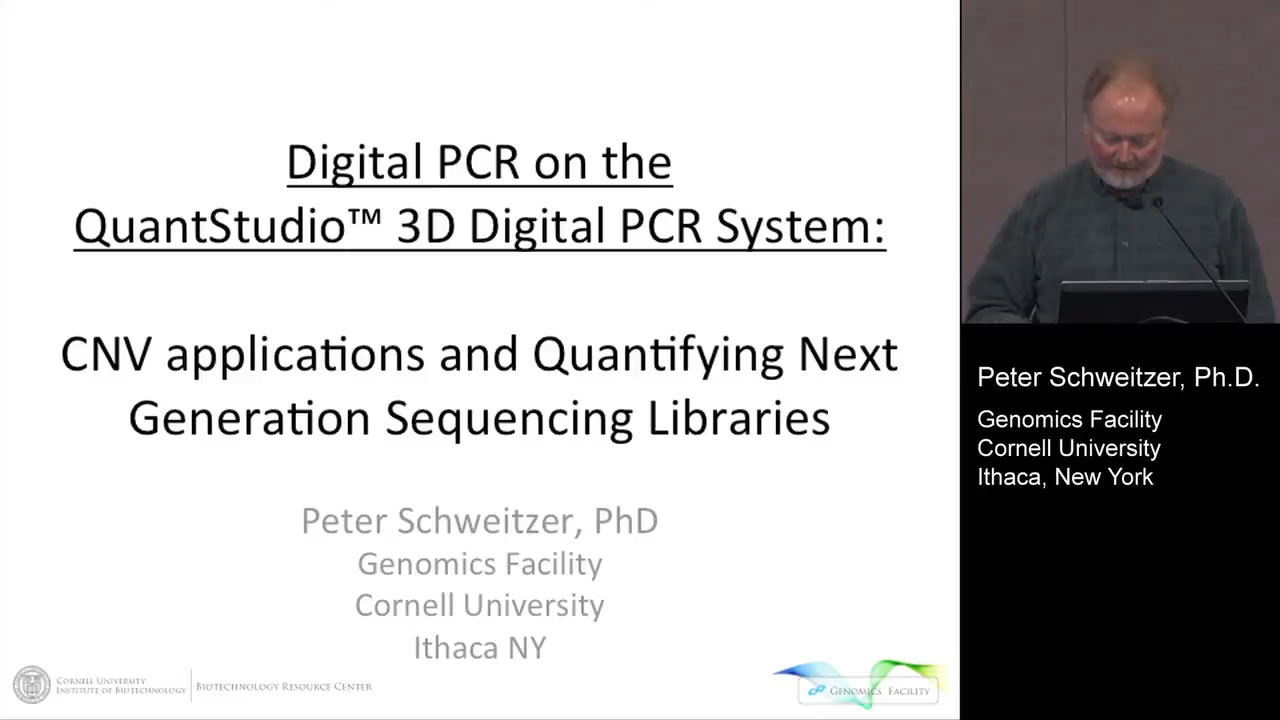 Digital PCR on the
QuantStudio™ 3D Digital PCR System:
CNV applications and Quantifying Next
Generation Sequencing Libraries
Peter Schweitzer, PhD
Genomics Facility
Cornell University
Ithaca NY
CORNELL UNIVERSITY
INSTITUTE OF BIOTECHNOLOGY
BIOTECHNOLOGY RESOURCE CENTER
GENOMICS FACILITY
Peter Schweitzer, Ph.D.
Genomics Facility
Cornell University
Ithaca, New York